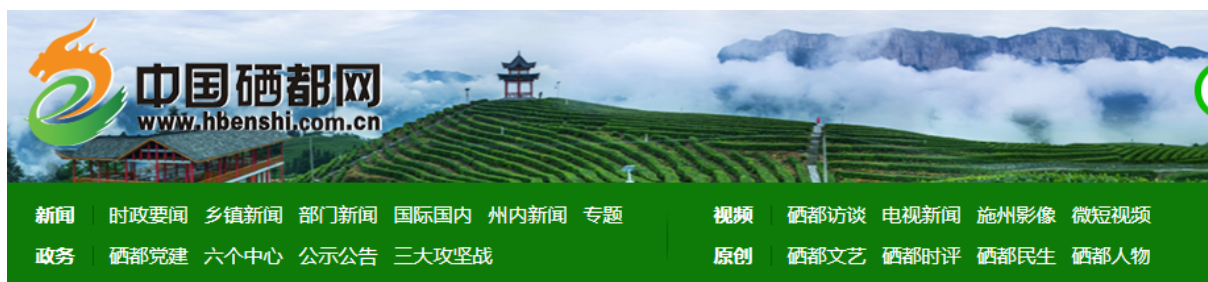 中国硒都网
www.hbenshi.com.cn
新闻 时政要闻 乡镇新闻 部门新闻 国际国内 州内新闻 专题
政务 硒都党建 六个中心 公示公告 三大攻坚战
视频 硒都访谈 电视新闻 施州影像 微短视频
原创 硒都文艺 硒都时评 硒都民生 硒都人物